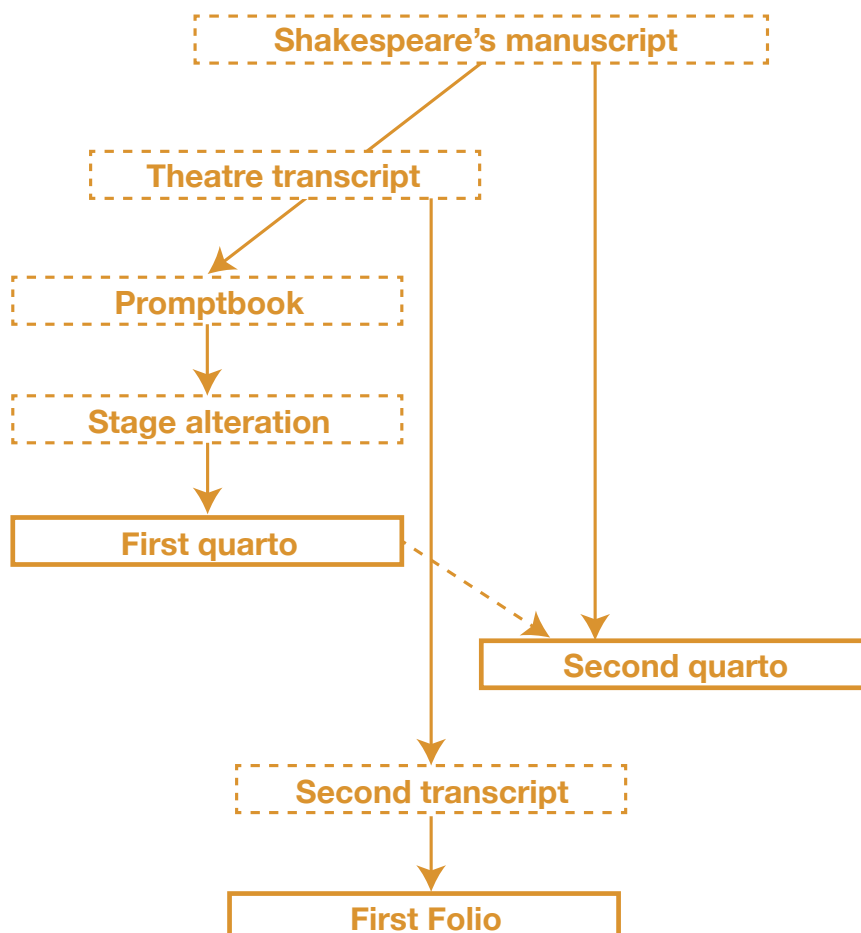 Shakespeare’s manuscript
Theatre transcript
Promptbook
Stage alteration
First quarto
Second quarto
Second transcript
First Folio